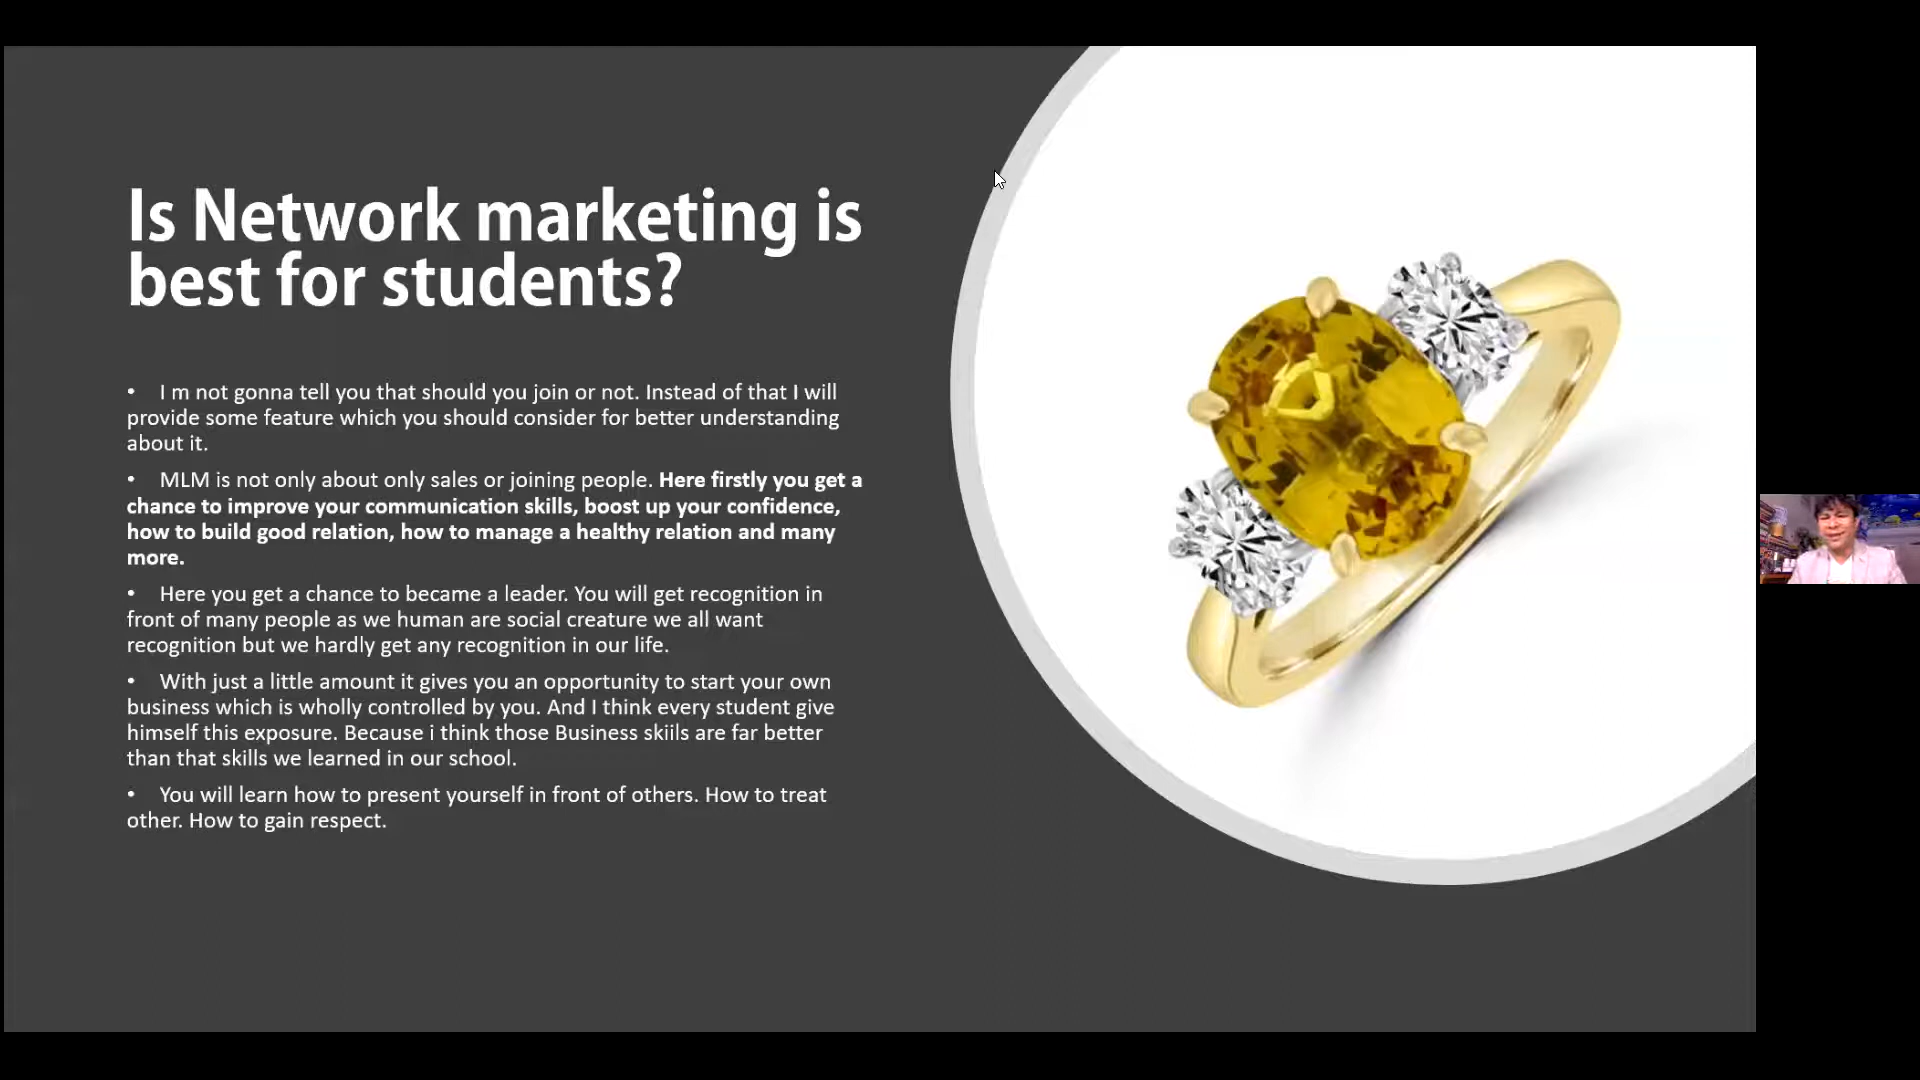 Is Network marketing is
best for students?
• I m not gonna tell you that should you join or not. Instead of that I will
provide some feature which you should consider for better understanding
about it.
• MLM is not only about only sales or joining people. Here firstly you get a
chance to improve your communication skills, boost up your confidence,
how to build good relation, how to manage a healthy relation and many
more.
• Here you get a chance to became a leader. You will get recognition in
front of many people as we human are social creature we all want
recognition but we hardly get any recognition in our life.
• With just a little amount it gives you an opportunity to start your own
business which is wholly controlled by you. And I think every student give
himself this exposure. Because i think those Business skiils are far better
than that skills we learned in our school.
• You will learn how to present yourself in front of others. How to treat
other. How to gain respect.